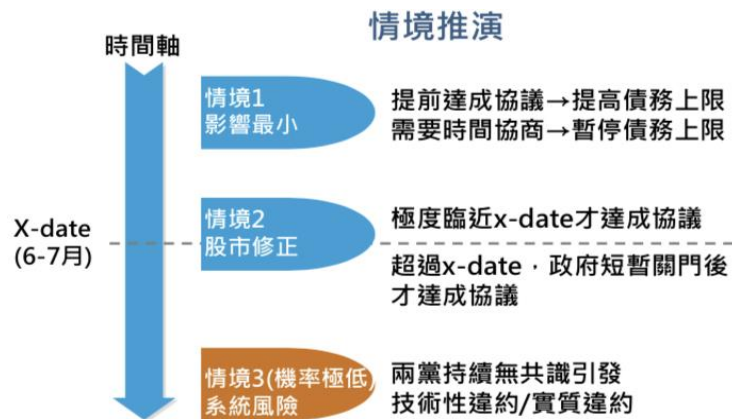 情境推演
時間軸
情境1
影響最小
提前達成協議→提高債務上限
需要時間協商→暫停債務上限
X-date
(6-7月)
情境2
股市修正
極度臨近x-date才達成協議
超過x-date，政府短暫關門後
才達成協議
情境3(機率極低)
系統風險
兩黨持續無共識引發
技術性違約/實質違約